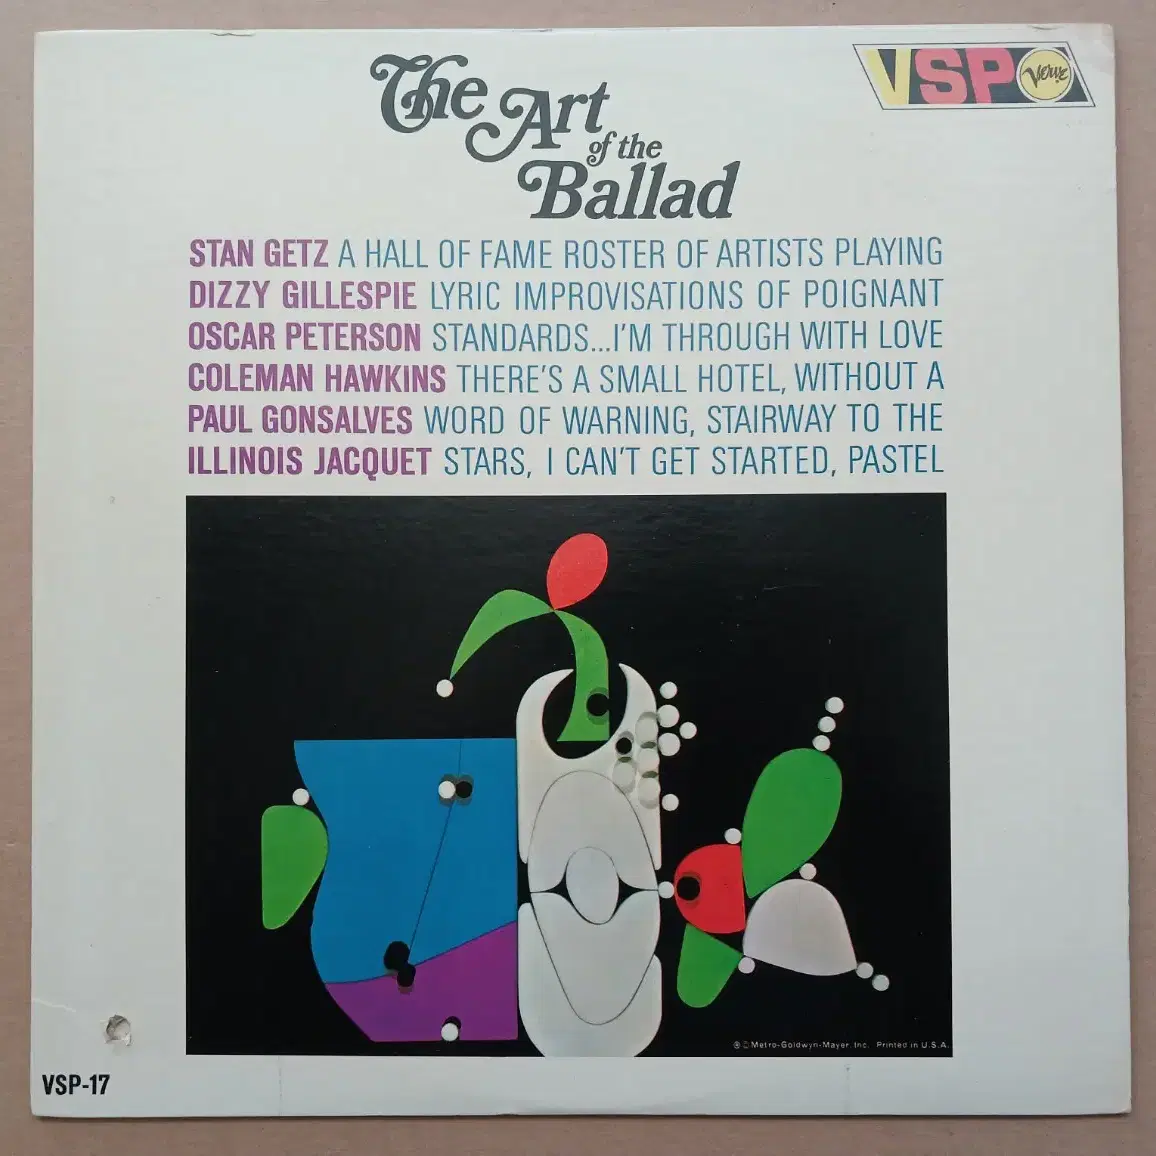 The Art
of the
Ballad
VSP Verve
STAN GETZ A HALL OF FAME ROSTER OF ARTISTS PLAYING
DIZZY GILLESPIE LYRIC IMPROVISATIONS OF POIGNANT
OSCAR PETERSON STANDARDS...I'M THROUGH WITH LOVE
COLEMAN HAWKINS THERE'S A SMALL HOTEL, WITHOUT A
PAUL GONSALVES WORD OF WARNING, STAIRWAY TO THE
ILLINOIS JACQUET STARS, I CAN'T GET STARTED, PASTEL
Metro-Goldwyn-Mayer, Inc. Printed in U.S.A.
VSP-17